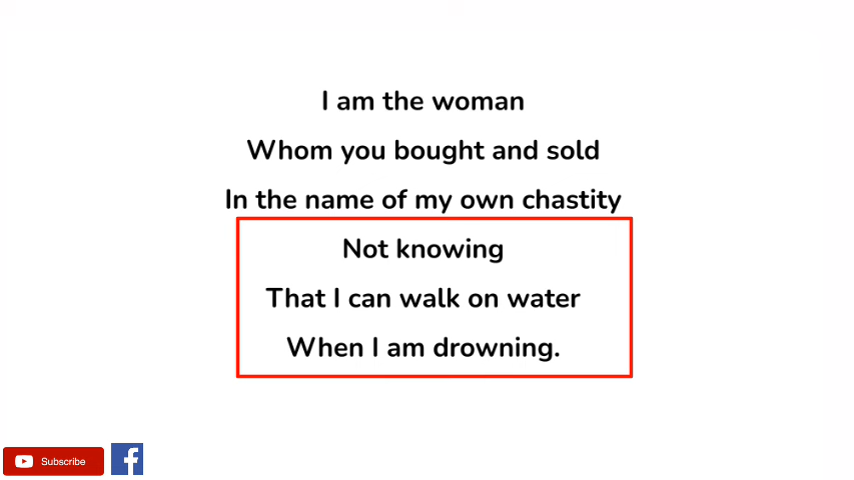 I am the woman
Whom you bought and sold
In the name of my own chastity
Not knowing
That I can walk on water
When I am drowning.
Subscribe